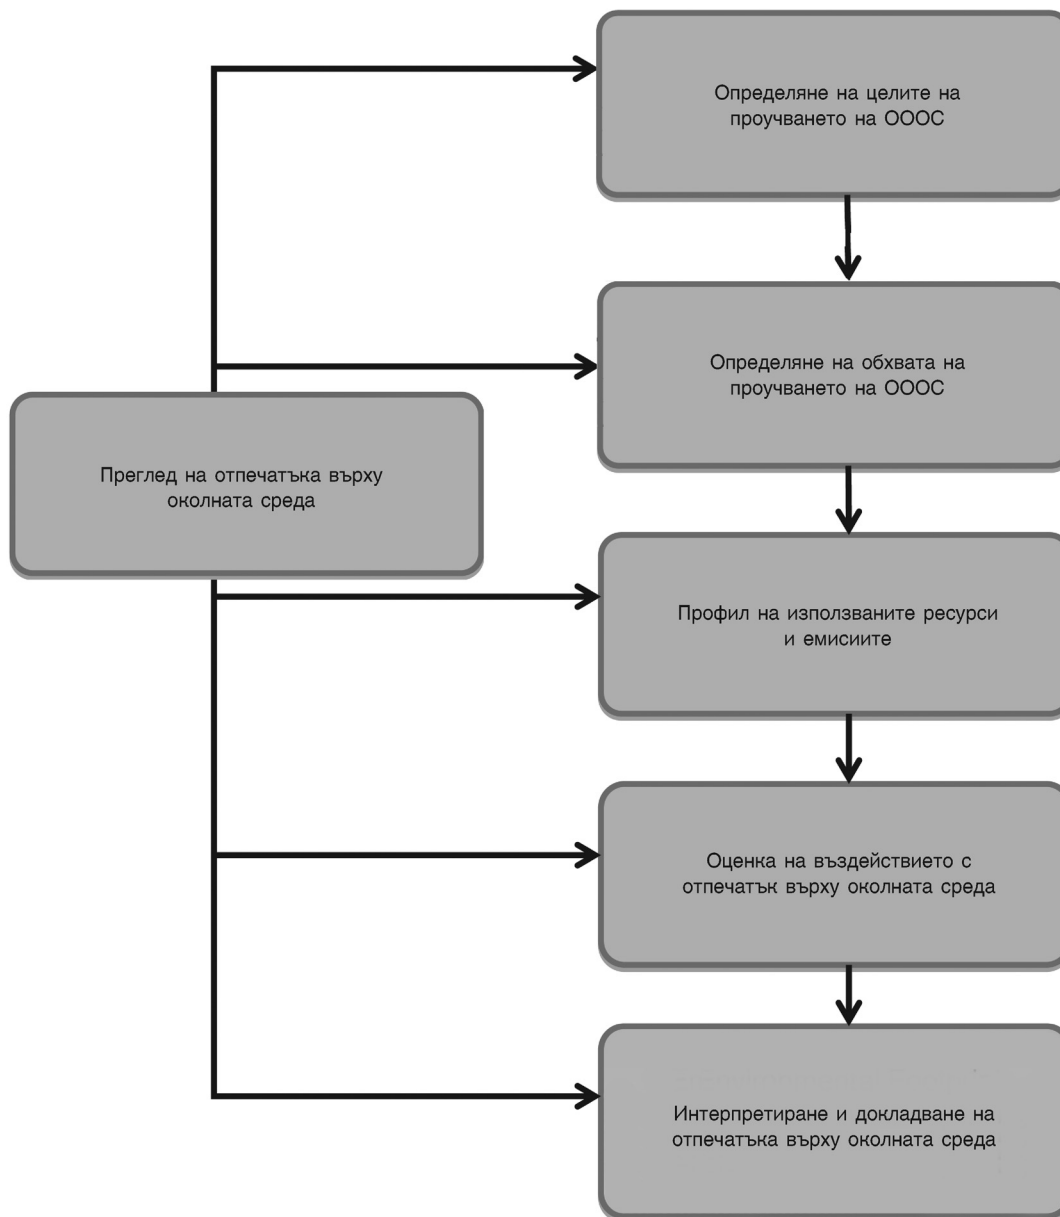 Определяне на целите на
проучването на ОООС
Определяне на обхвата на
проучването на ОООС
Преглед на отпечатъка върху
околната среда
Профил на използваните ресурси
и емисиите
Оценка на въздействието с
отпечатък върху околната среда
Интерпретиране и докладване на
отпечатъка върху околната среда